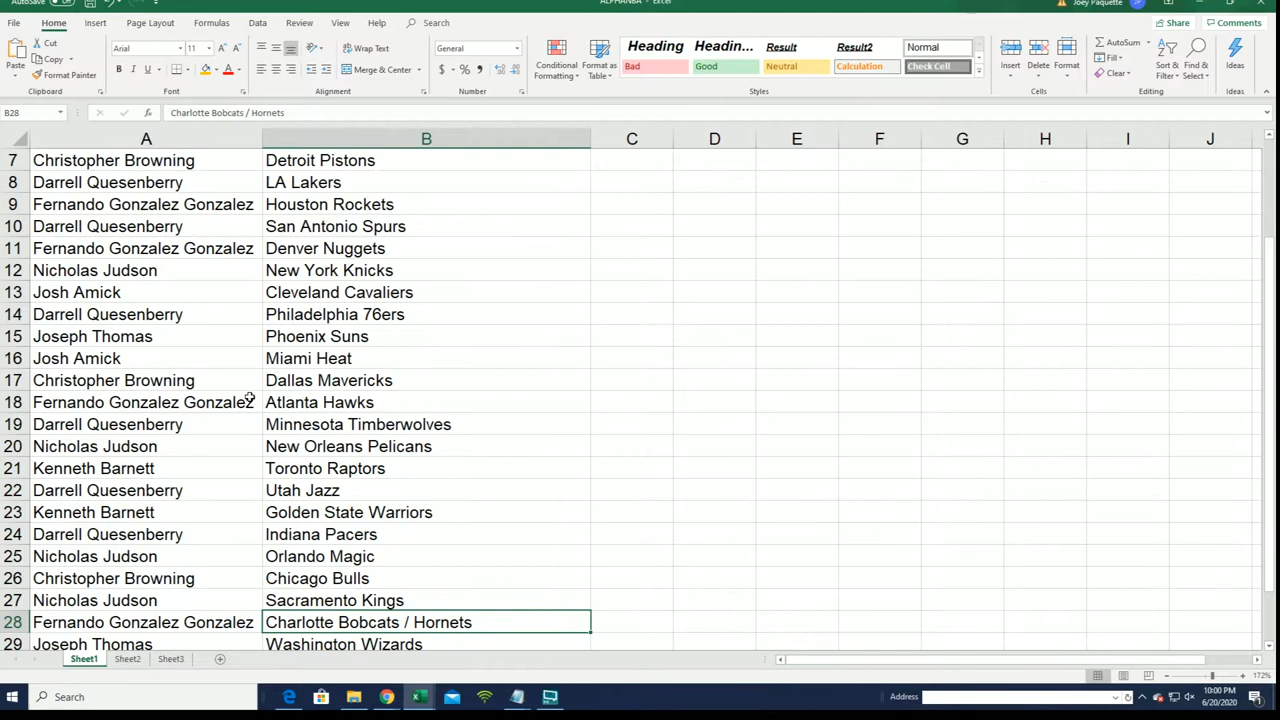 AutoSave Off ALPHANBA - Excel Joey Paquette JP
File Home Insert Page Layout Formulas Data Review View Help Search Share Comments
Cut Copy Format Painter Paste Clipboard
Arial 11 B I U A Font
Wrap Text Merge & Center Alignment
General $ % Number
Conditional Formatting Format as Table
Heading Headin... Result Result2 Normal
Bad Good Neutral Calculation Check Cell
Styles
Insert Delete Format Cells
AutoSum Fill Clear Sort & Filter Find & Select Editing
Ideas Ideas
B28 fx Charlotte Bobcats / Hornets
A B C D E F G H I J
7 Christopher Browning Detroit Pistons
8 Darrell Quesenberry LA Lakers
9 Fernando Gonzalez Gonzalez Houston Rockets
10 Darrell Quesenberry San Antonio Spurs
11 Fernando Gonzalez Gonzalez Denver Nuggets
12 Nicholas Judson New York Knicks
13 Josh Amick Cleveland Cavaliers
14 Darrell Quesenberry Philadelphia 76ers
15 Joseph Thomas Phoenix Suns
16 Josh Amick Miami Heat
17 Christopher Browning Dallas Mavericks
18 Fernando Gonzalez Gonzalez Atlanta Hawks
19 Darrell Quesenberry Minnesota Timberwolves
20 Nicholas Judson New Orleans Pelicans
21 Kenneth Barnett Toronto Raptors
22 Darrell Quesenberry Utah Jazz
23 Kenneth Barnett Golden State Warriors
24 Darrell Quesenberry Indiana Pacers
25 Nicholas Judson Orlando Magic
26 Christopher Browning Chicago Bulls
27 Nicholas Judson Sacramento Kings
28 Fernando Gonzalez Gonzalez Charlotte Bobcats / Hornets
29 Joseph Thomas Washington Wizards
Sheet1 Sheet2 Sheet3
172%
Search Address 10:00 PM
6/20/2020